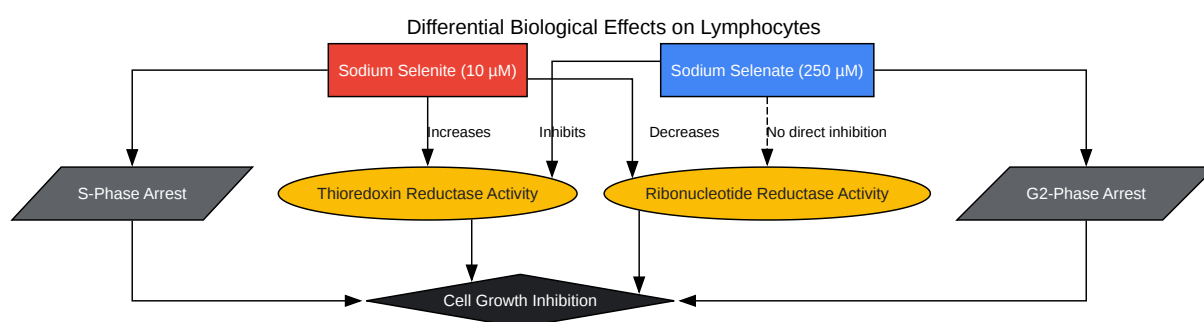 Differential Biological Effects on Lymphocytes
Sodium Selenite (10 µM)
Sodium Selenate (250 µM)
Increases
Inhibits
Decreases
No direct inhibition
S-Phase Arrest
Thioredoxin Reductase Activity
Ribonucleotide Reductase Activity
G2-Phase Arrest
Cell Growth Inhibition